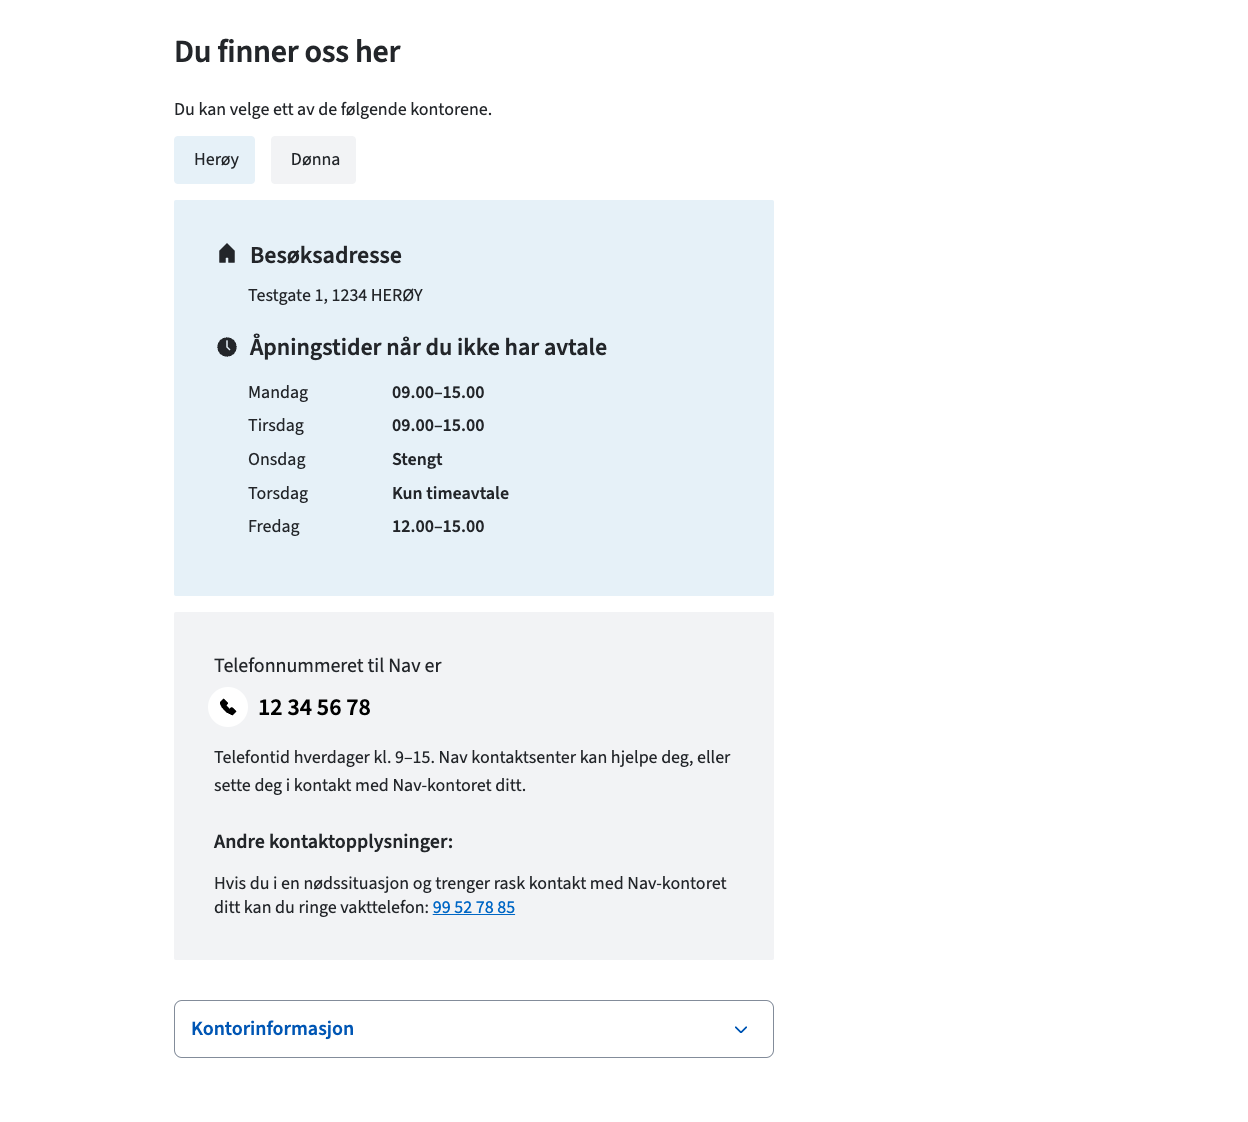 Du finner oss her
Du kan velge ett av de følgende kontorene.
Herøy Dønna
Besøksadresse
Testgate 1, 1234 HERØY
Åpningstider når du ikke har avtale
Mandag 09.00–15.00
Tirsdag 09.00–15.00
Onsdag Stengt
Torsdag Kun timeavtale
Fredag 12.00–15.00
Telefonnummeret til Nav er
12 34 56 78
Telefontid hverdager kl. 9–15. Nav kontaktsenter kan hjelpe deg, eller
sette deg i kontakt med Nav-kontoret ditt.
Andre kontaktopplysninger:
Hvis du i en nødssituasjon og trenger rask kontakt med Nav-kontoret
ditt kan du ringe vakttelefon: 99 52 78 85
Kontorinformasjon